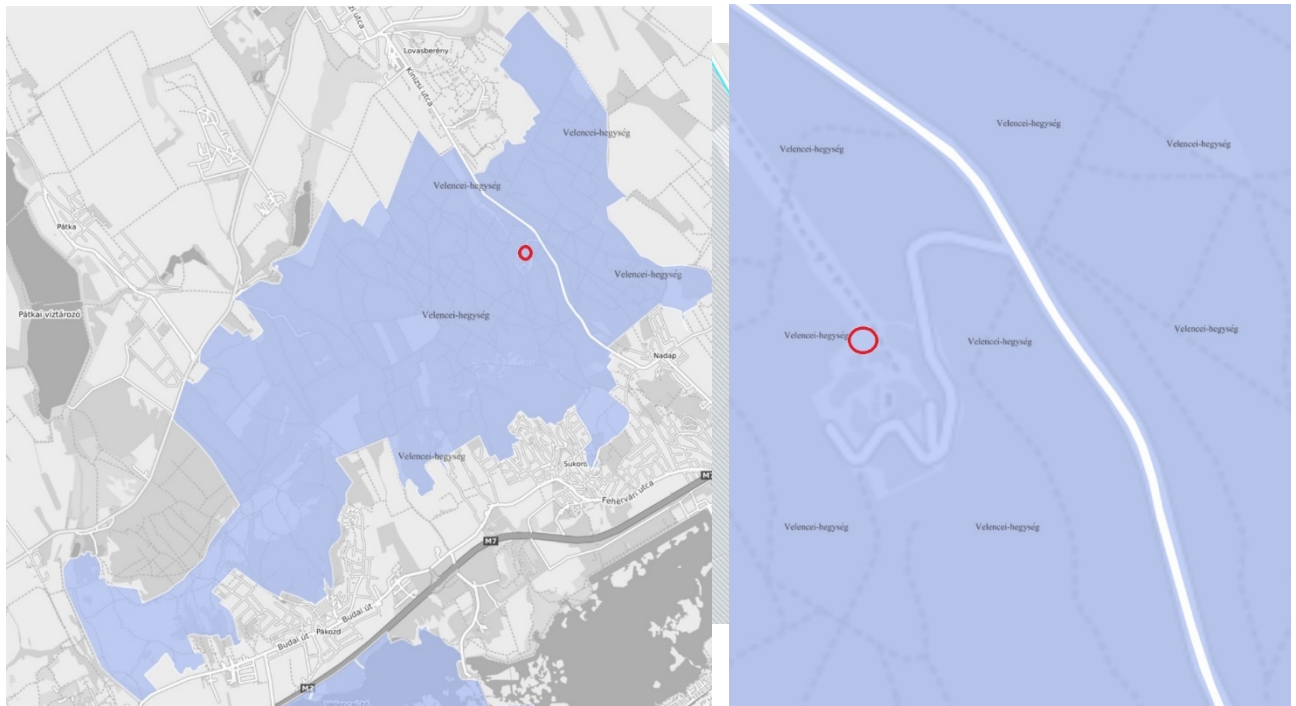 Lovasberény
Kinizsi utca
Velencei-hegység
Velencei-hegység
Pátka
Velencei-hegység
Pátkai víztározó
Velencei-hegység
Nadap
Velencei-hegység
Sukoró
Fehérvári utca
M7
Budai út
Pákozd
Budai út
M7
Velencei-hegység
Velencei-hegység
Velencei-hegység
Velencei-hegység
Velencei-hegység
Velencei-hegység
Velencei-hegység
Velencei-hegység